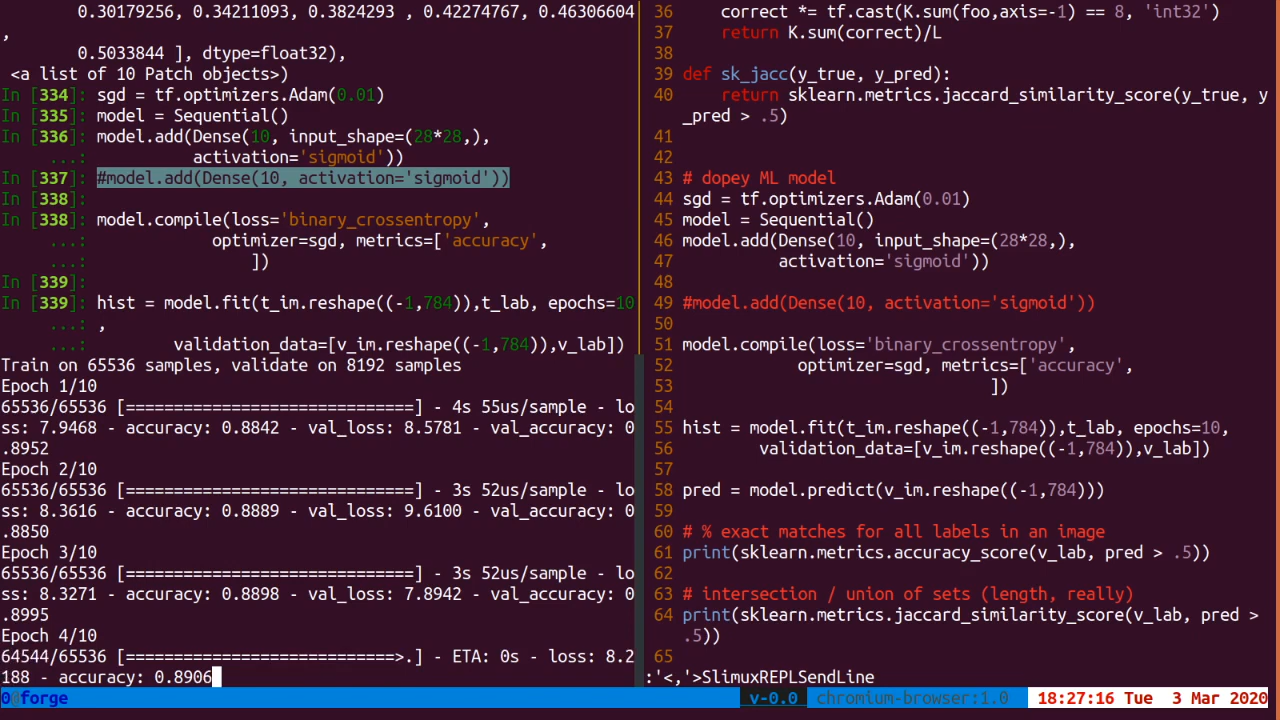 0.30179256, 0.34211093, 0.3824293 , 0.42274767, 0.46306604
,
        0.5033844 ], dtype=float32),
 <a list of 10 Patch objects>)
In [334]: sgd = tf.optimizers.Adam(0.01)
In [335]: model = Sequential()
In [336]: model.add(Dense(10, input_shape=(28*28,),
     ...:           activation='sigmoid'))
In [337]: #model.add(Dense(10, activation='sigmoid'))
In [338]:
In [338]: model.compile(loss='binary_crossentropy',
     ...:             optimizer=sgd, metrics=['accuracy',
     ...:                 ])
In [339]:
In [339]: hist = model.fit(t_im.reshape((-1,784)),t_lab, epochs=10
     ...: ,
     ...:         validation_data=[v_im.reshape((-1,784)),v_lab])
Train on 65536 samples, validate on 8192 samples
Epoch 1/10
65536/65536 [==============================] - 4s 55us/sample - lo
ss: 7.9468 - accuracy: 0.8842 - val_loss: 8.5781 - val_accuracy: 0
.8952
Epoch 2/10
65536/65536 [==============================] - 3s 52us/sample - lo
ss: 8.3616 - accuracy: 0.8889 - val_loss: 9.6100 - val_accuracy: 0
.8850
Epoch 3/10
65536/65536 [==============================] - 3s 52us/sample - lo
ss: 8.3271 - accuracy: 0.8898 - val_loss: 7.8942 - val_accuracy: 0
.8995
Epoch 4/10
64544/65536 [============================>.] - ETA: 0s - loss: 8.2
188 - accuracy: 0.8906
36     correct *= tf.cast(K.sum(foo,axis=-1) == 8, 'int32')
37     return K.sum(correct)/L
38
39 def sk_jacc(y_true, y_pred):
40     return sklearn.metrics.jaccard_similarity_score(y_true, y
_pred > .5)
41
42
43 # dopey ML model
44 sgd = tf.optimizers.Adam(0.01)
45 model = Sequential()
46 model.add(Dense(10, input_shape=(28*28,),
47           activation='sigmoid'))
48
49 #model.add(Dense(10, activation='sigmoid'))
50
51 model.compile(loss='binary_crossentropy',
52             optimizer=sgd, metrics=['accuracy',
53                                 ])
54
55 hist = model.fit(t_im.reshape((-1,784)),t_lab, epochs=10,
56         validation_data=[v_im.reshape((-1,784)),v_lab])
57
58 pred = model.predict(v_im.reshape((-1,784)))
59
60 # % exact matches for all labels in an image
61 print(sklearn.metrics.accuracy_score(v_lab, pred > .5))
62
63 # intersection / union of sets (length, really)
64 print(sklearn.metrics.jaccard_similarity_score(v_lab, pred >
.5))
65
:'<,'>SlimuxREPLSendLine
0@forge v-0.0 chromium-browser:1.0 18:27:16 Tue  3 Mar 2020